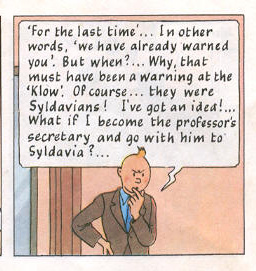 'For the last time'... In other
words, 'we have already warned
you'. But when?... Why, that
must have been a warning at the
'Klow'. Of course... they were
Syldavians! I've got an idea!...
What if I become the professor's
secretary and go with him to
Syldavia?...